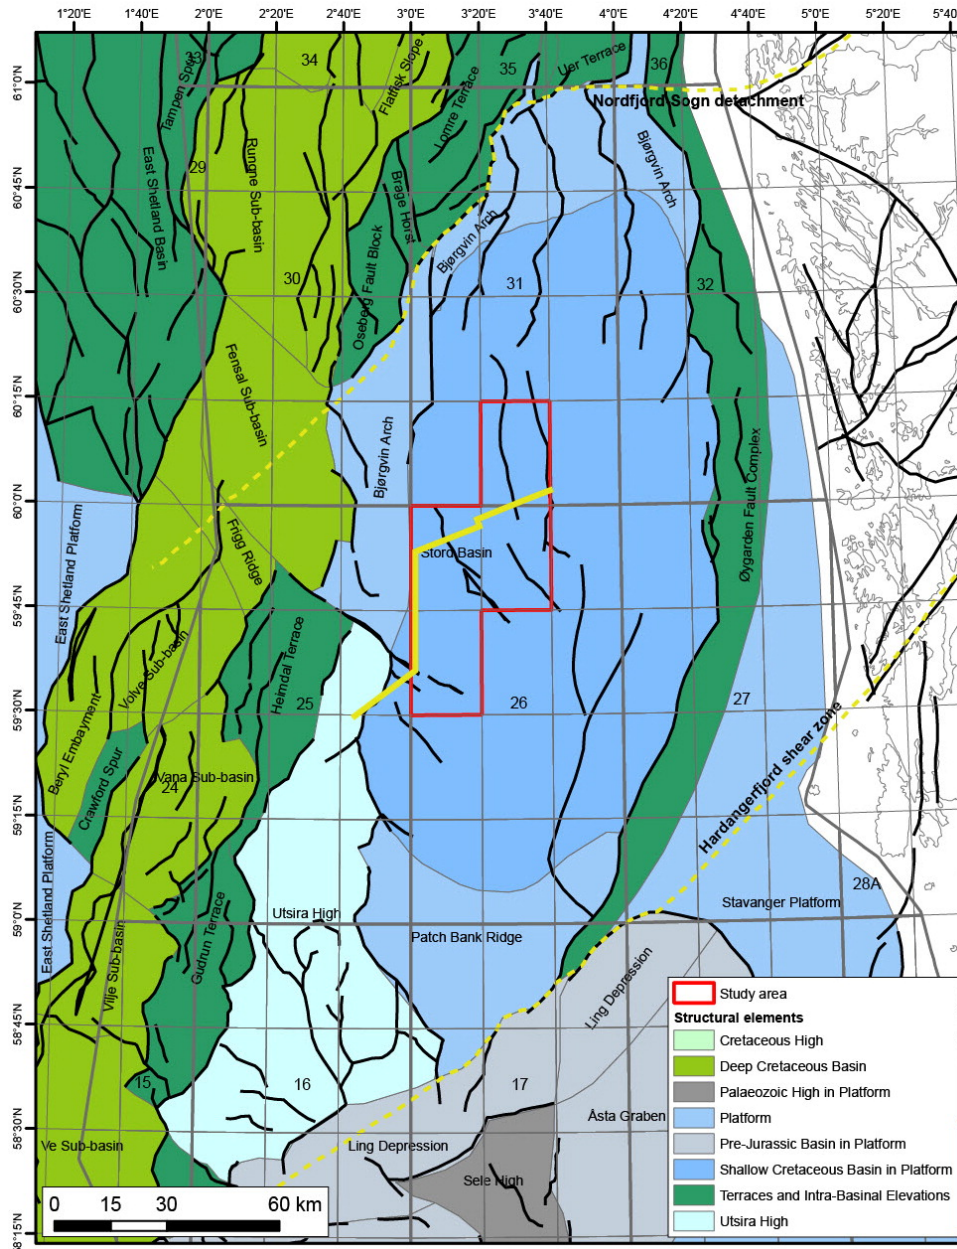 1°20'E 1°40'E 2°0'E 2°20'E 2°40'E 3°0'E 3°20'E 3°40'E 4°0'E 4°20'E 4°40'E 5°0'E 5°20'E
61°0'N
60°45'N
60°30'N
60°15'N
60°0'N
59°45'N
59°30'N
59°15'N
59°0'N
58°45'N
58°30'N
33
34
35
36
Tampen Spur
Flatfisk Slope
Uer Terrace
Lomre Terrace
Nordfjord-Sogn detachment
29
East Shetland Basin
Rungne Sub-basin
Brage Horst
Bjørgvin Arch
Bjørgvin Arch
30
Oseberg Fault Block
31
32
Fensal Sub-basin
Bjørgvin Arch
Øygarden Fault Complex
East Shetland Platform
Frigg Ridge
Stord Basin
Volve Sub-basin
Heimdal Terrace
25
26
27
Beryl Embayment
Crawford Spur
Vana Sub-basin
24
Hardangerfjord shear zone
28A
East Shetland Platform
Utsira High
Stavanger Platform
Patch Bank Ridge
Vilje Sub-basin
Gudrun Terrace
Ling Depression
15
16
17
Åsta Graben
Ve Sub-basin
Ling Depression
Sele High
0 15 30 60 km
Study area
Structural elements
Cretaceous High
Deep Cretaceous Basin
Palaeozoic High in Platform
Platform
Pre-Jurassic Basin in Platform
Shallow Cretaceous Basin in Platform
Terraces and Intra-Basinal Elevations
Utsira High